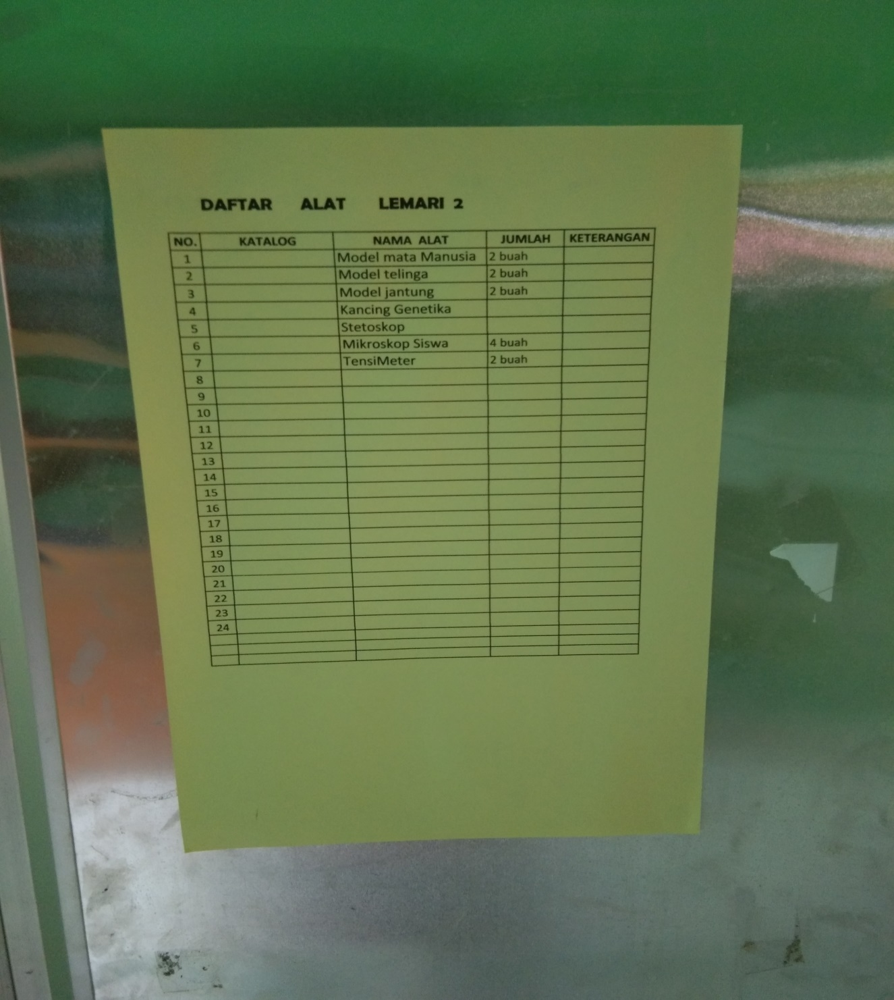 DAFTAR ALAT LEMARI 2
NO. KATALOG NAMA ALAT JUMLAH KETERANGAN
1 Model mata Manusia 2 buah
2 Model telinga 2 buah
3 Model jantung 2 buah
4 Kancing Genetika
5 Stetoskop
6 Mikroskop Siswa 4 buah
7 TensiMeter 2 buah
8
9
10
11
12
13
14
15
16
17
18
19
20
21
22
23
24